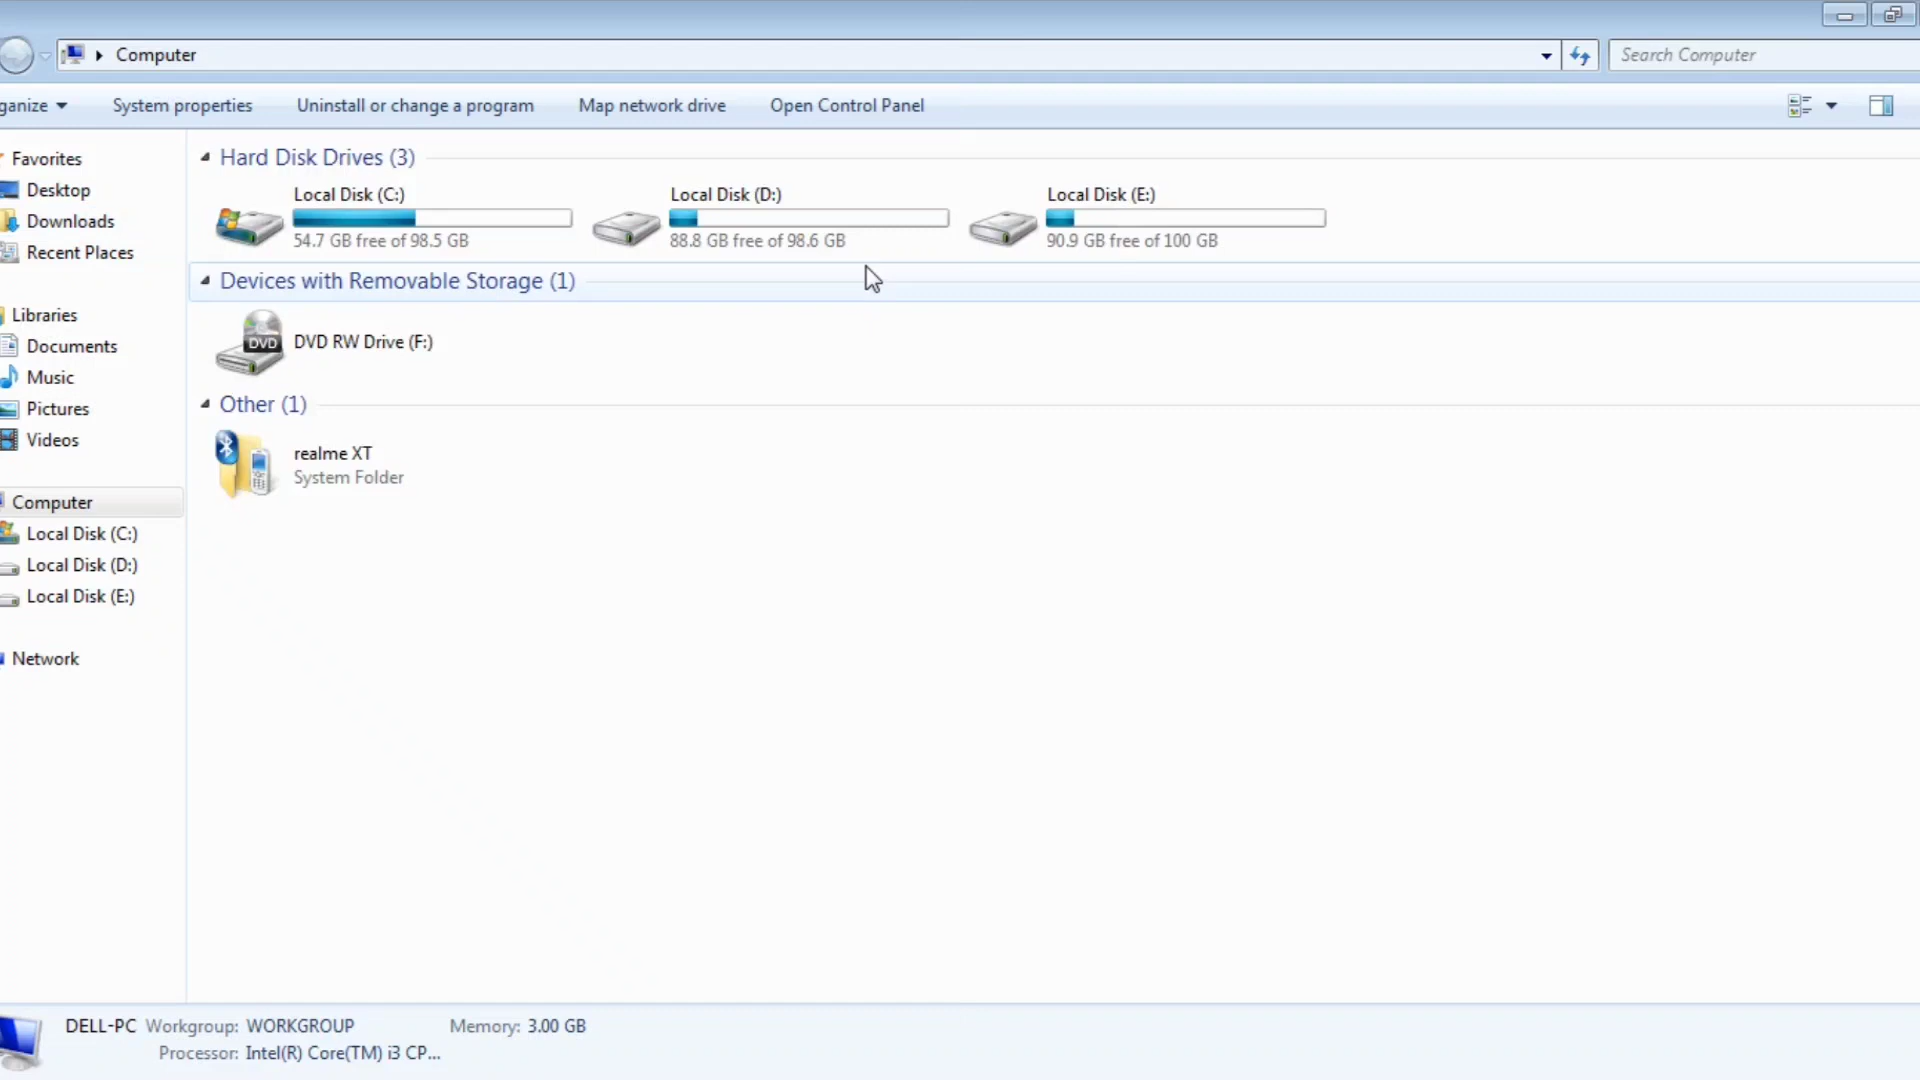 Computer
Search Computer
ganize
System properties
Uninstall or change a program
Map network drive
Open Control Panel
Favorites
Desktop
Downloads
Recent Places
Libraries
Documents
Music
Pictures
Videos
Computer
Local Disk (C:)
Local Disk (D:)
Local Disk (E:)
Network
Hard Disk Drives (3)
Local Disk (C:)
54.7 GB free of 98.5 GB
Local Disk (D:)
88.8 GB free of 98.6 GB
Local Disk (E:)
90.9 GB free of 100 GB
Devices with Removable Storage (1)
DVD
DVD RW Drive (F:)
Other (1)
realme XT
System Folder
DELL-PC Workgroup: WORKGROUP Memory: 3.00 GB
Processor: Intel(R) Core(TM) i3 CP...